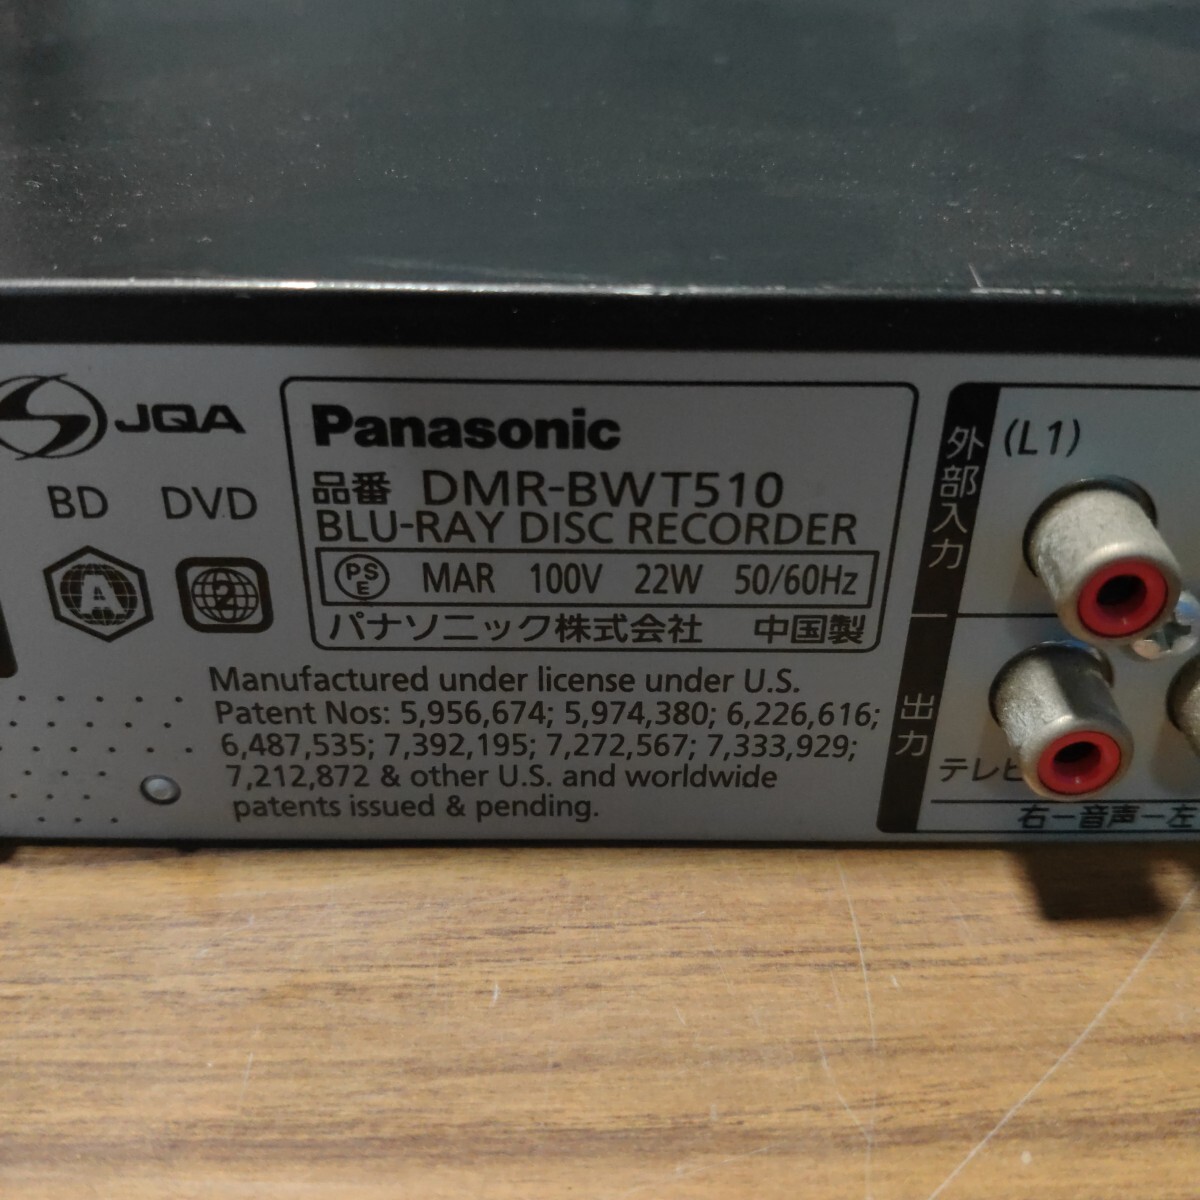 JQA
BD DVD
A 2
Panasonic
品番 DMR-BWT510
BLU-RAY DISC RECORDER
PSE MAR 100V 22W 50/60Hz
パナソニック株式会社 中国製
Manufactured under license under U.S.
Patent Nos: 5,956,674; 5,974,380; 6,226,616;
6,487,535; 7,392,195; 7,272,567; 7,333,929;
7,212,872 & other U.S. and worldwide
patents issued & pending.
外部入力
(L1)
出力
テレビ
右ー音声ー左